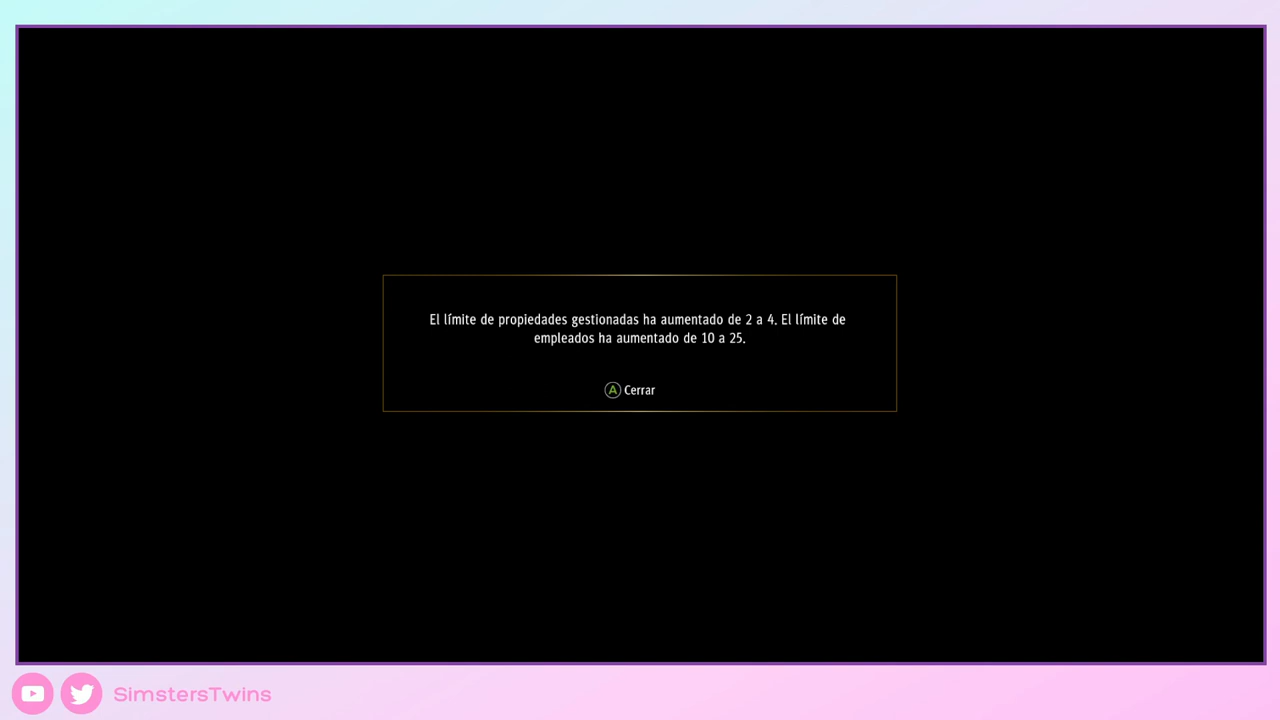 El límite de propiedades gestionadas ha aumentado de 2 a 4. El límite de
empleados ha aumentado de 10 a 25.
A Cerrar
SimstersTwins